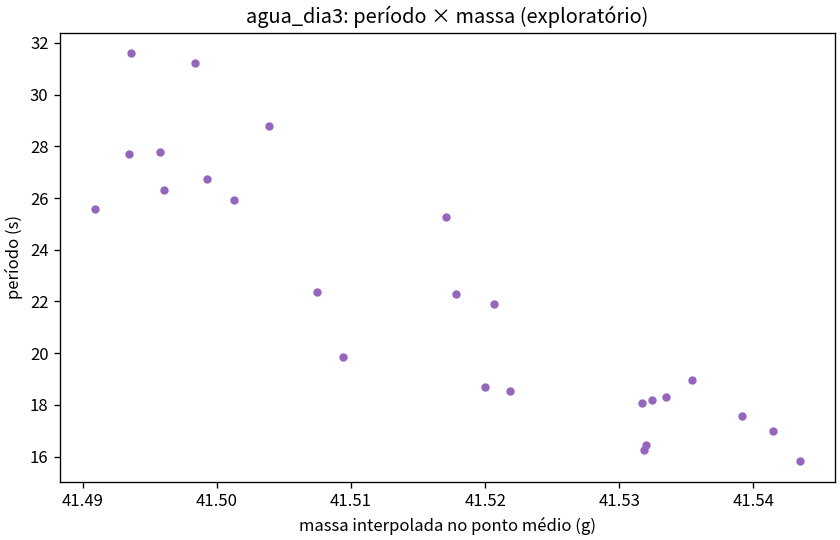 agua_dia3: período × massa (exploratório)
32
30
28
26
24
22
20
18
16
período (s)
41.49 41.50 41.51 41.52 41.53 41.54
massa interpolada no ponto médio (g)